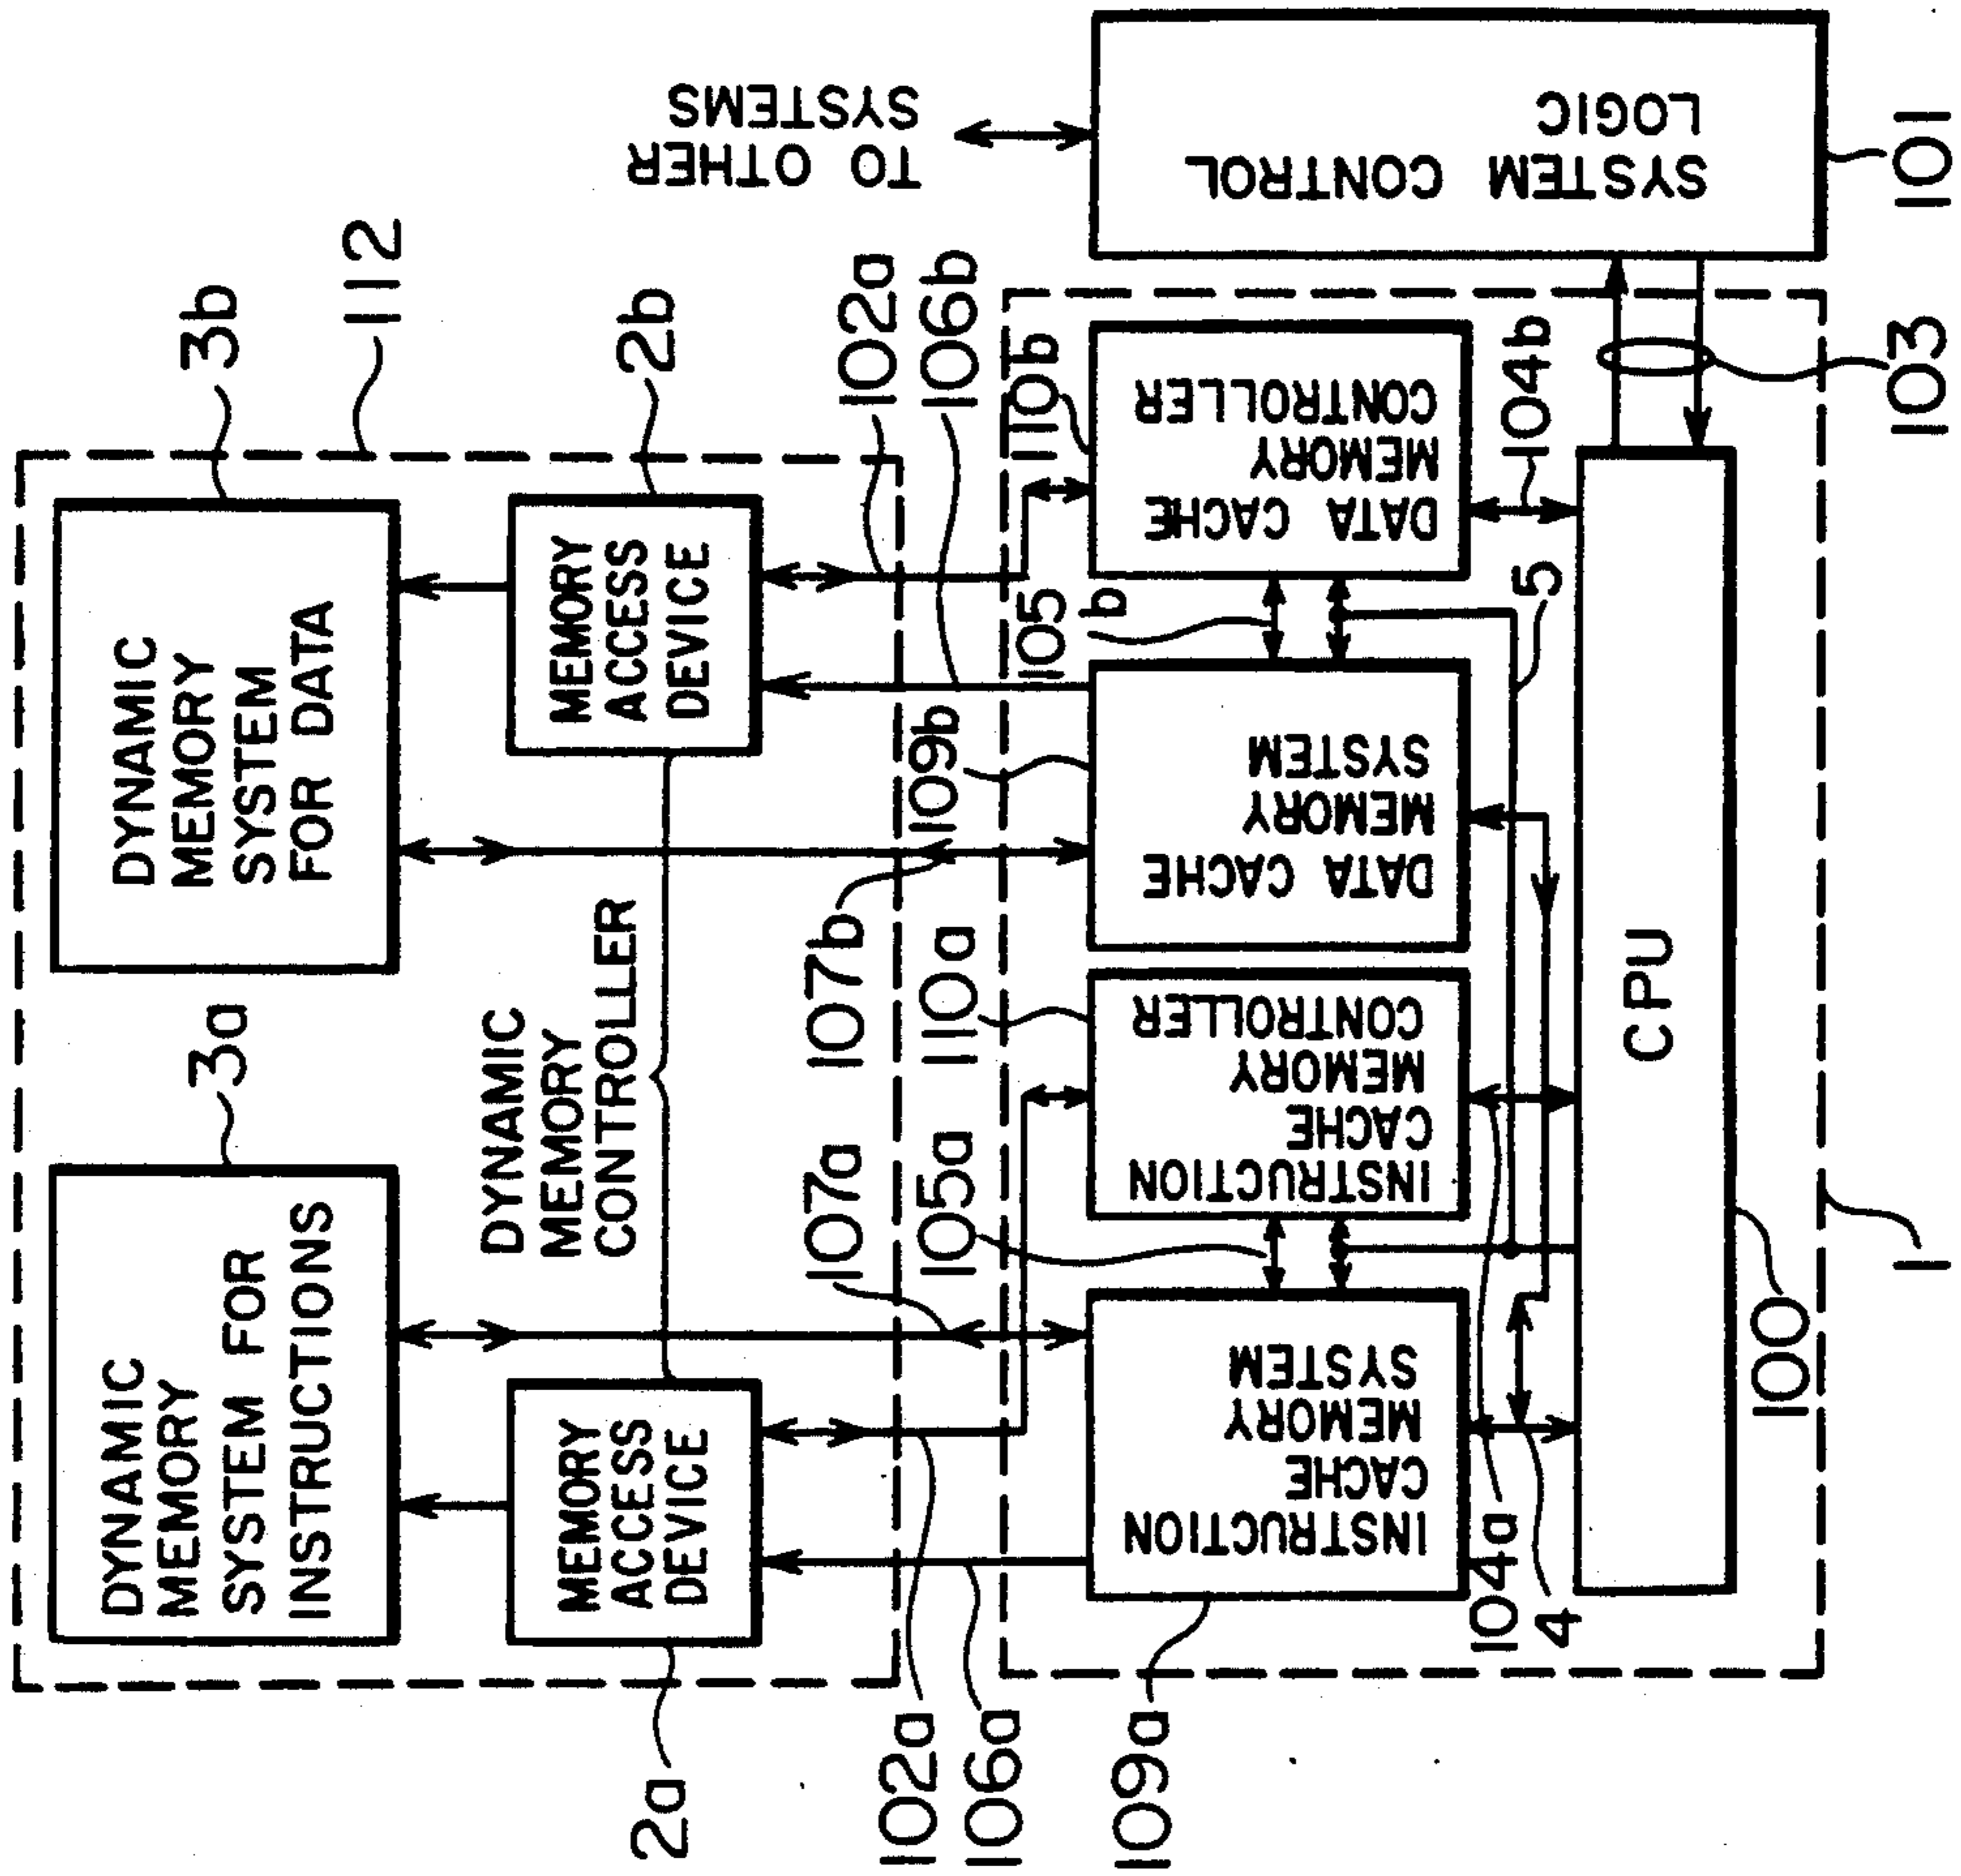 3a
3b
112
DYNAMIC
MEMORY
SYSTEM FOR
INSTRUCTIONS
DYNAMIC
MEMORY
SYSTEM
FOR DATA
DYNAMIC
MEMORY
CONTROLLER
2a
MEMORY
ACCESS
DEVICE
2b
MEMORY
ACCESS
DEVICE
102a
106a
107a
107b
102a
106b
TO OTHER
SYSTEMS
109a
105a
110a
109b
105
b
110b
INSTRUCTION
CACHE
MEMORY
SYSTEM
INSTRUCTION
CACHE
MEMORY
CONTROLLER
DATA CACHE
MEMORY
SYSTEM
DATA CACHE
MEMORY
CONTROLLER
SYSTEM CONTROL
LOGIC
104a
4
5
104b
CPU
100
1
103
101